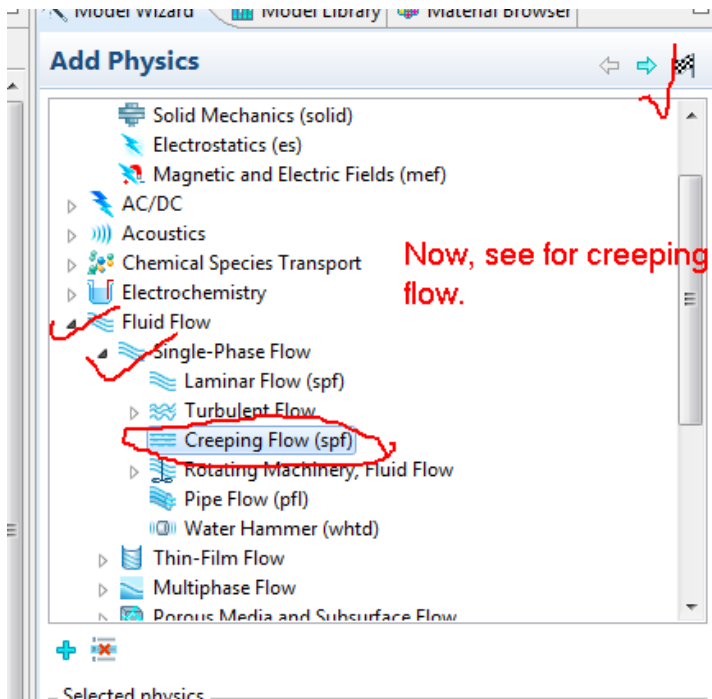 Model Wizard Model Library Material Browser
Add Physics
Solid Mechanics (solid)
Electrostatics (es)
Magnetic and Electric Fields (mef)
AC/DC
Acoustics
Chemical Species Transport
Now, see for creeping
flow.
Electrochemistry
Fluid Flow
Single-Phase Flow
Laminar Flow (spf)
Turbulent Flow
Creeping Flow (spf)
Rotating Machinery, Fluid Flow
Pipe Flow (pfl)
Water Hammer (whtd)
Thin-Film Flow
Multiphase Flow
Porous Media and Subsurface Flow
Selected physics